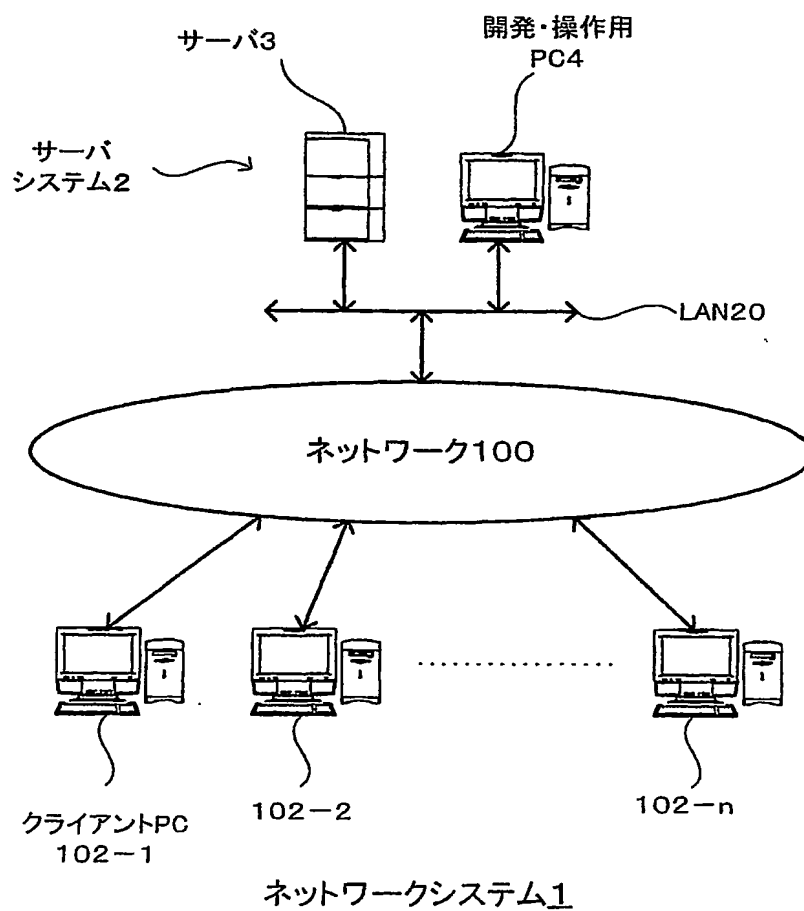 サーバ3
開発・操作用
PC4
サーバ
システム2
LAN20
ネットワーク100
クライアントPC
102-1
102-2
102-n
ネットワークシステム1